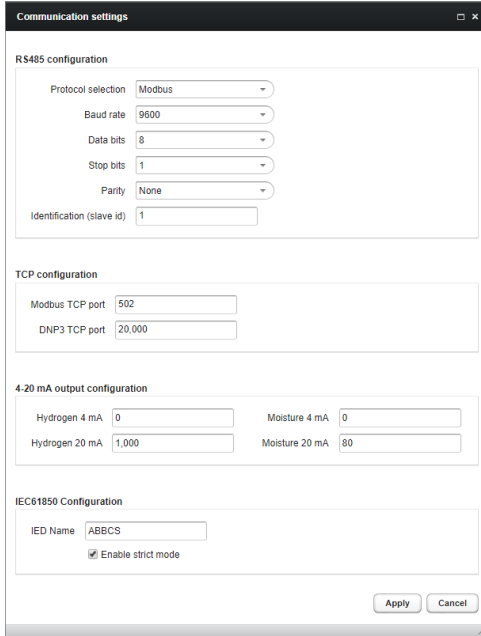 Communication settings
RS485 configuration
Protocol selection Modbus
Baud rate 9600
Data bits 8
Stop bits 1
Parity None
Identification (slave id) 1
TCP configuration
Modbus TCP port 502
DNP3 TCP port 20,000
4-20 mA output configuration
Hydrogen 4 mA 0 Moisture 4 mA 0
Hydrogen 20 mA 1,000 Moisture 20 mA 80
IEC61850 Configuration
IED Name ABBCS
Enable strict mode
Apply Cancel